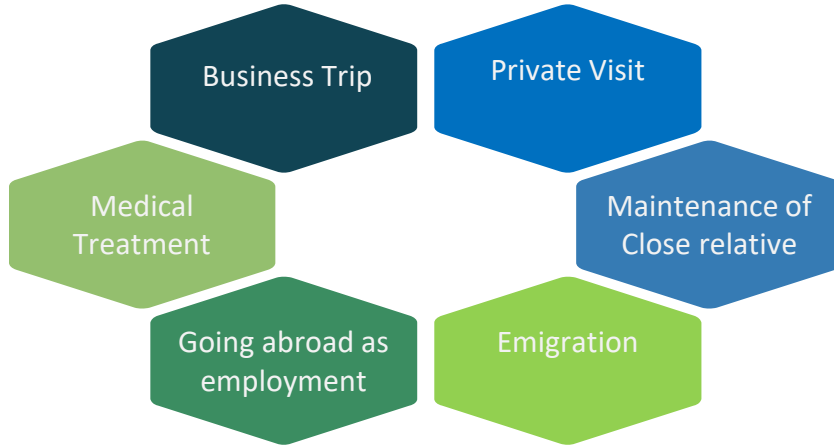 Business Trip
Private Visit
Medical
Treatment
Maintenance of
Close relative
Going abroad as
employment
Emigration